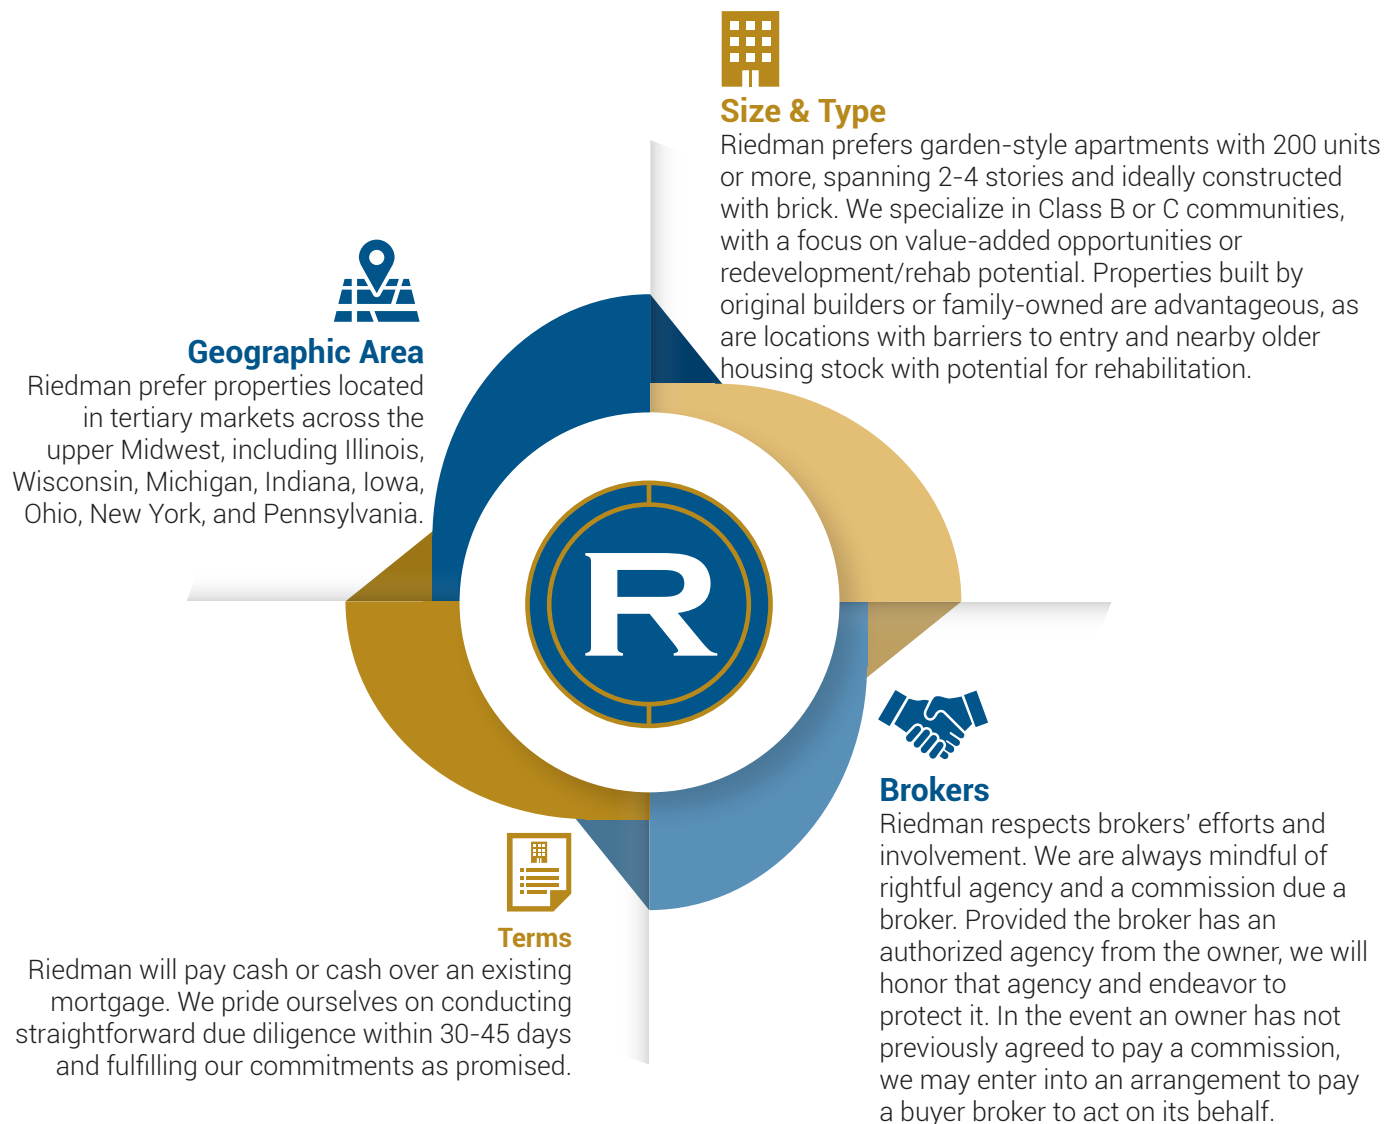 Size & Type
Riedman prefers garden-style apartments with 200 units
or more, spanning 2-4 stories and ideally constructed
with brick. We specialize in Class B or C communities,
with a focus on value-added opportunities or
redevelopment/rehab potential. Properties built by
original builders or family-owned are advantageous, as
are locations with barriers to entry and nearby older
housing stock with potential for rehabilitation.
Geographic Area
Riedman prefer properties located
in tertiary markets across the
upper Midwest, including Illinois,
Wisconsin, Michigan, Indiana, Iowa,
Ohio, New York, and Pennsylvania.
R
Brokers
Riedman respects brokers' efforts and
involvement. We are always mindful of
rightful agency and a commission due a
broker. Provided the broker has an
authorized agency from the owner, we will
honor that agency and endeavor to
protect it. In the event an owner has not
previously agreed to pay a commission,
we may enter into an arrangement to pay
a buyer broker to act on its behalf.
Terms
Riedman will pay cash or cash over an existing
mortgage. We pride ourselves on conducting
straightforward due diligence within 30-45 days
and fulfilling our commitments as promised.